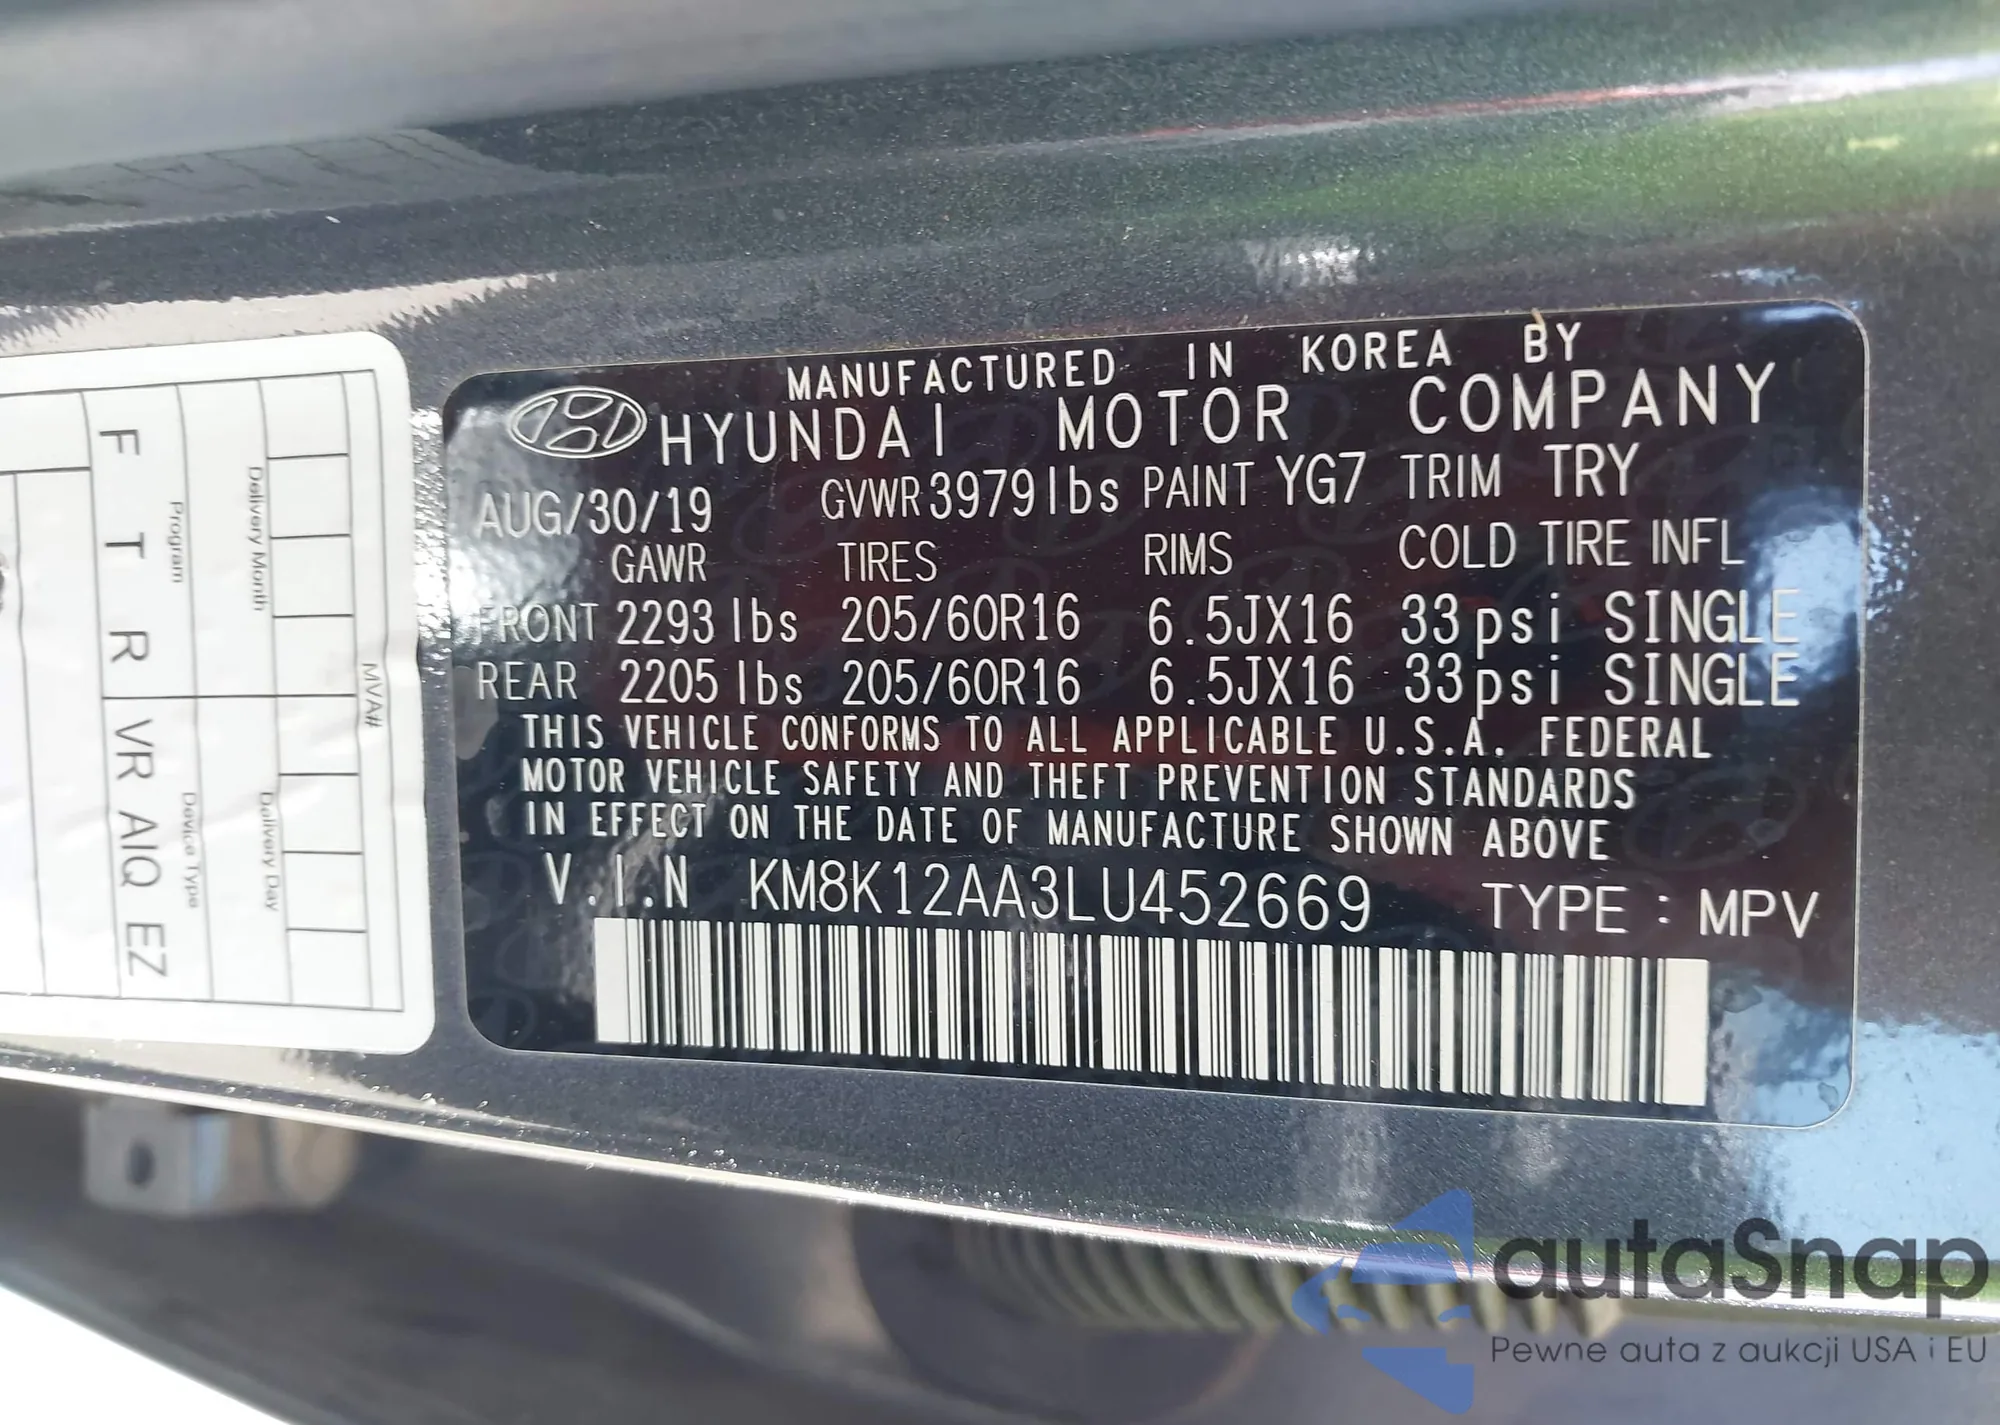 MANUFACTURED IN KOREA BY
HYUNDAI MOTOR COMPANY
AUG/30/19 GVWR 3979lbs PAINT YG7 TRIM TRY
GAWR TIRES RIMS COLD TIRE INFL
FRONT 2293 lbs 205/60R16 6.5JX16 33psi SINGLE
REAR 2205 lbs 205/60R16 6.5JX16 33psi SINGLE
THIS VEHICLE CONFORMS TO ALL APPLICABLE U.S.A. FEDERAL
MOTOR VEHICLE SAFETY AND THEFT PREVENTION STANDARDS
IN EFFECT ON THE DATE OF MANUFACTURE SHOWN ABOVE
V.I.N KM8K12AA3LU452669 TYPE : MPV
MVA#
Delivery Month
Delivery Day
Program
Device Type
F T R VR AIQ EZ
autaSnap
Pewne auta z aukcji USA i EU